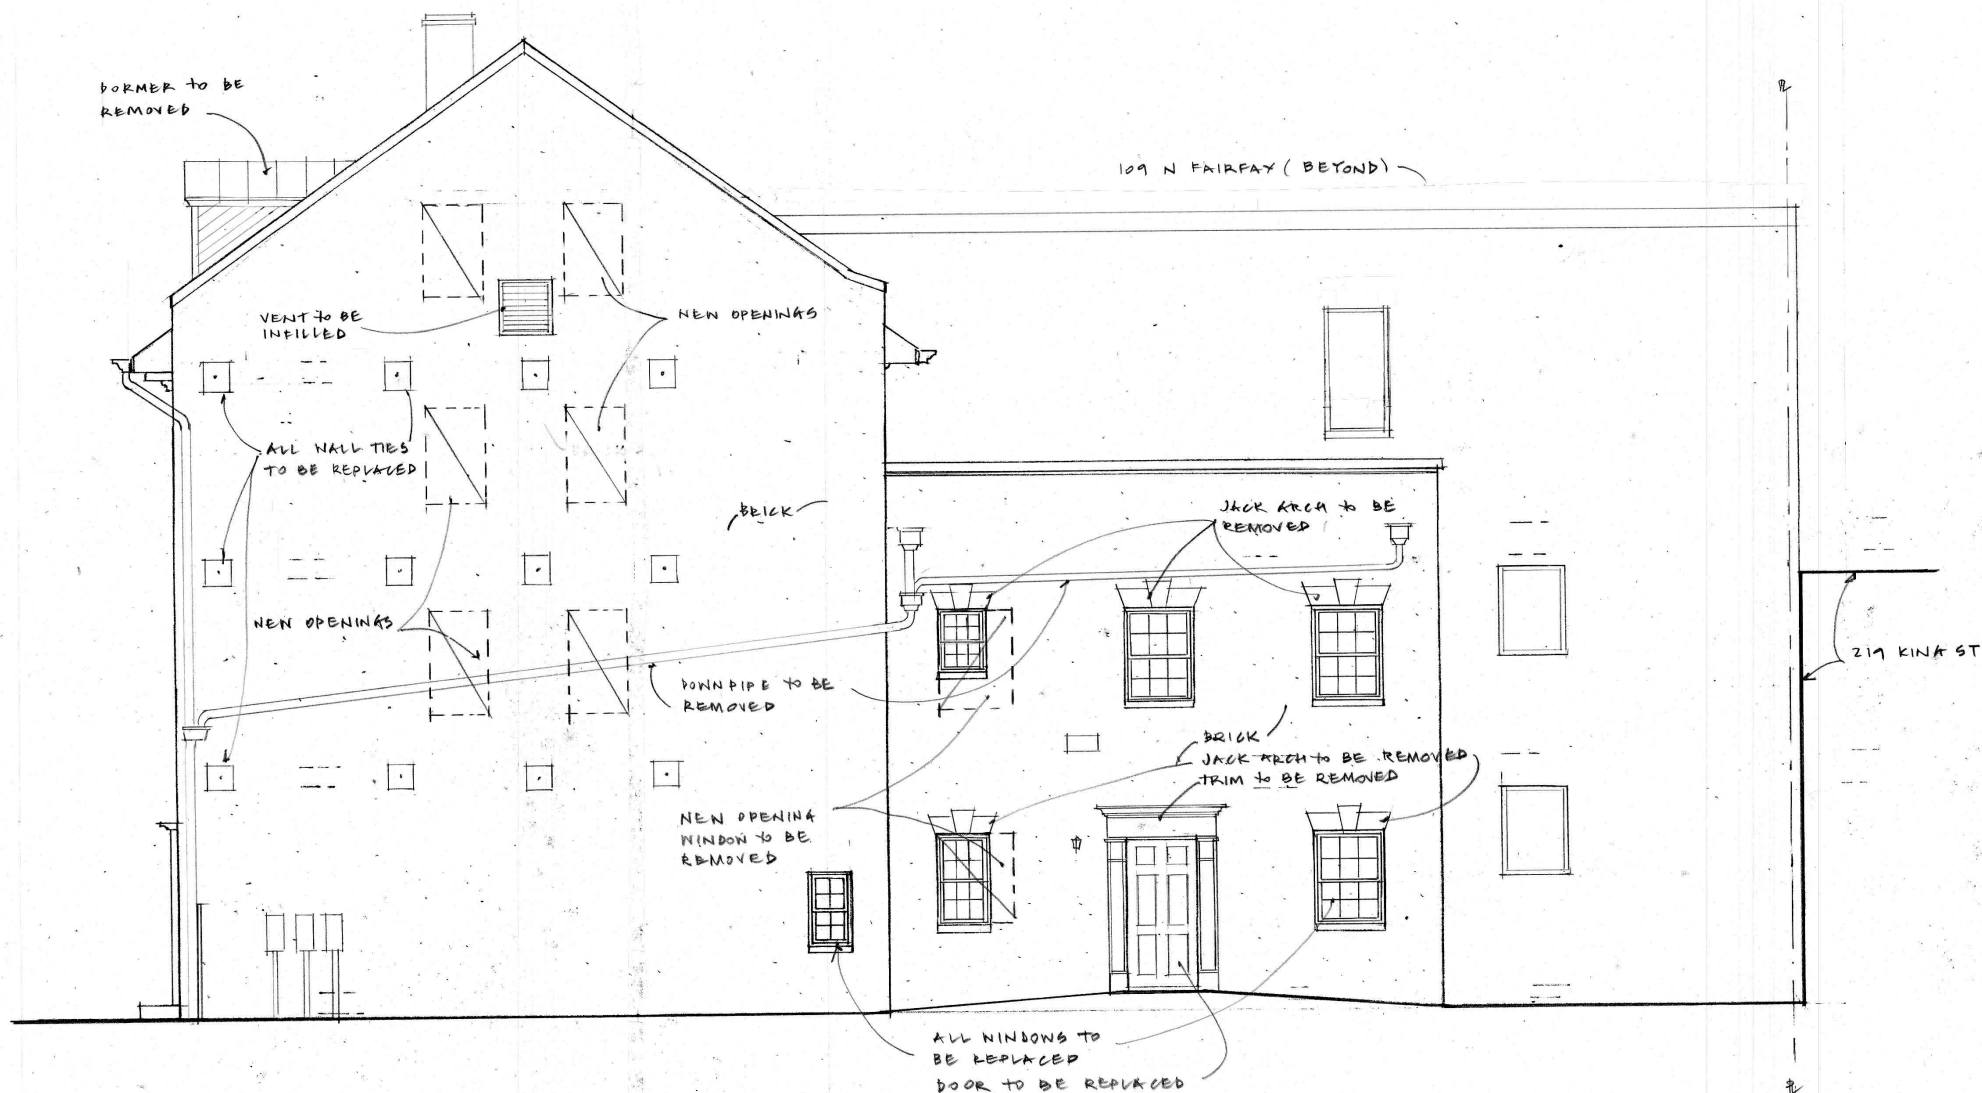 DORMER TO BE
REMOVED
109 N FAIRFAX (BEYOND)
VENT TO BE
INFILLED
NEW OPENINGS
ALL WALL TIES
TO BE REPLACED
BRICK
JACK ARCH TO BE
REMOVED
NEW OPENINGS
DOWNPIPE TO BE
REMOVED
219 KING ST
BRICK
JACK ARCH TO BE REMOVED
TRIM TO BE REMOVED
NEW OPENING
WINDOW TO BE
REMOVED
ALL WINDOWS TO
BE REPLACED
DOOR TO BE REPLACED